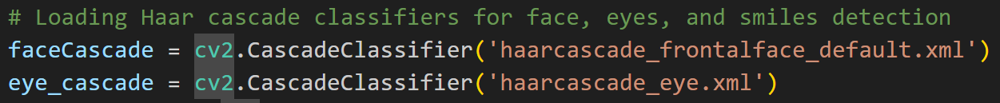 # Loading Haar cascade classifiers for face, eyes, and smiles detection
faceCascade = cv2.CascadeClassifier('haarcascade_frontalface_default.xml')
eye_cascade = cv2.CascadeClassifier('haarcascade_eye.xml')